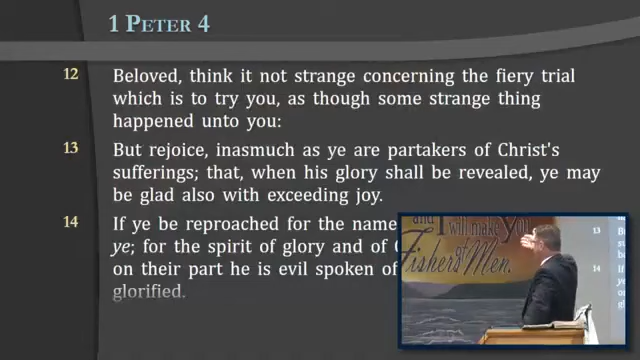 1 PETER 4
12 Beloved, think it not strange concerning the fiery trial
which is to try you, as though some strange thing
happened unto you:
13 But rejoice, inasmuch as ye are partakers of Christ's
sufferings; that, when his glory shall be revealed, ye may
be glad also with exceeding joy.
14 If ye be reproached for the name
ye; for the spirit of glory and of
on their part he is evil spoken of
glorified.
and I
will make you
Fishers of Men.
13
14